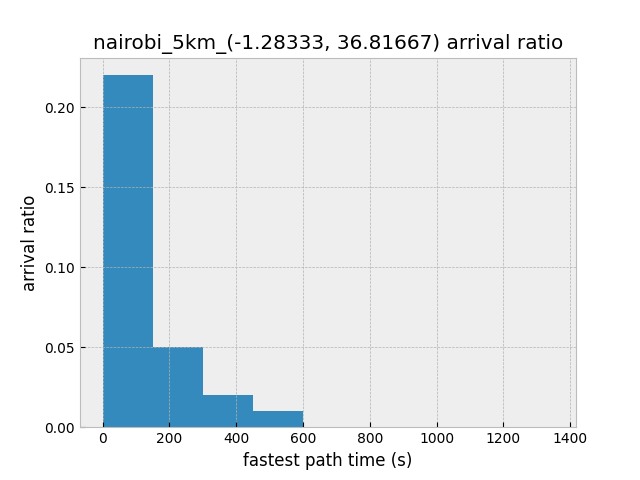 nairobi_5km_(-1.28333, 36.81667) arrival ratio
arrival ratio
0.20
0.15
0.10
0.05
0.00
0 200 400 600 800 1000 1200 1400
fastest path time (s)